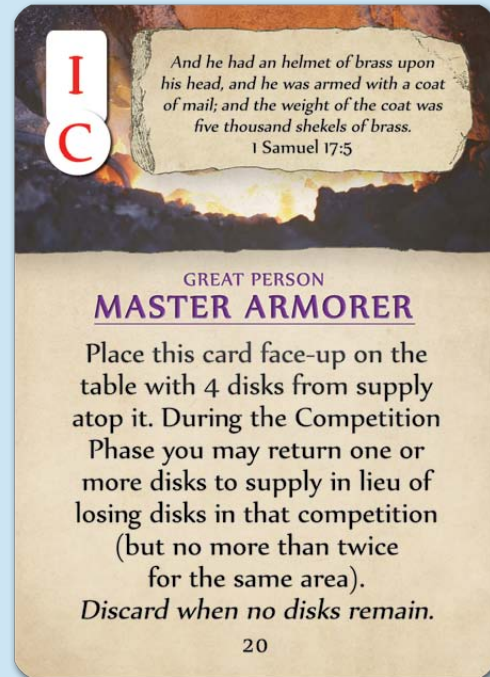 I
C
And he had an helmet of brass upon
his head, and he was armed with a coat
of mail; and the weight of the coat was
five thousand shekels of brass.
1 Samuel 17:5
GREAT PERSON
MASTER ARMORER
Place this card face-up on the
table with 4 disks from supply
atop it. During the Competition
Phase you may return one or
more disks to supply in lieu of
losing disks in that competition
(but no more than twice
for the same area).
Discard when no disks remain.
20